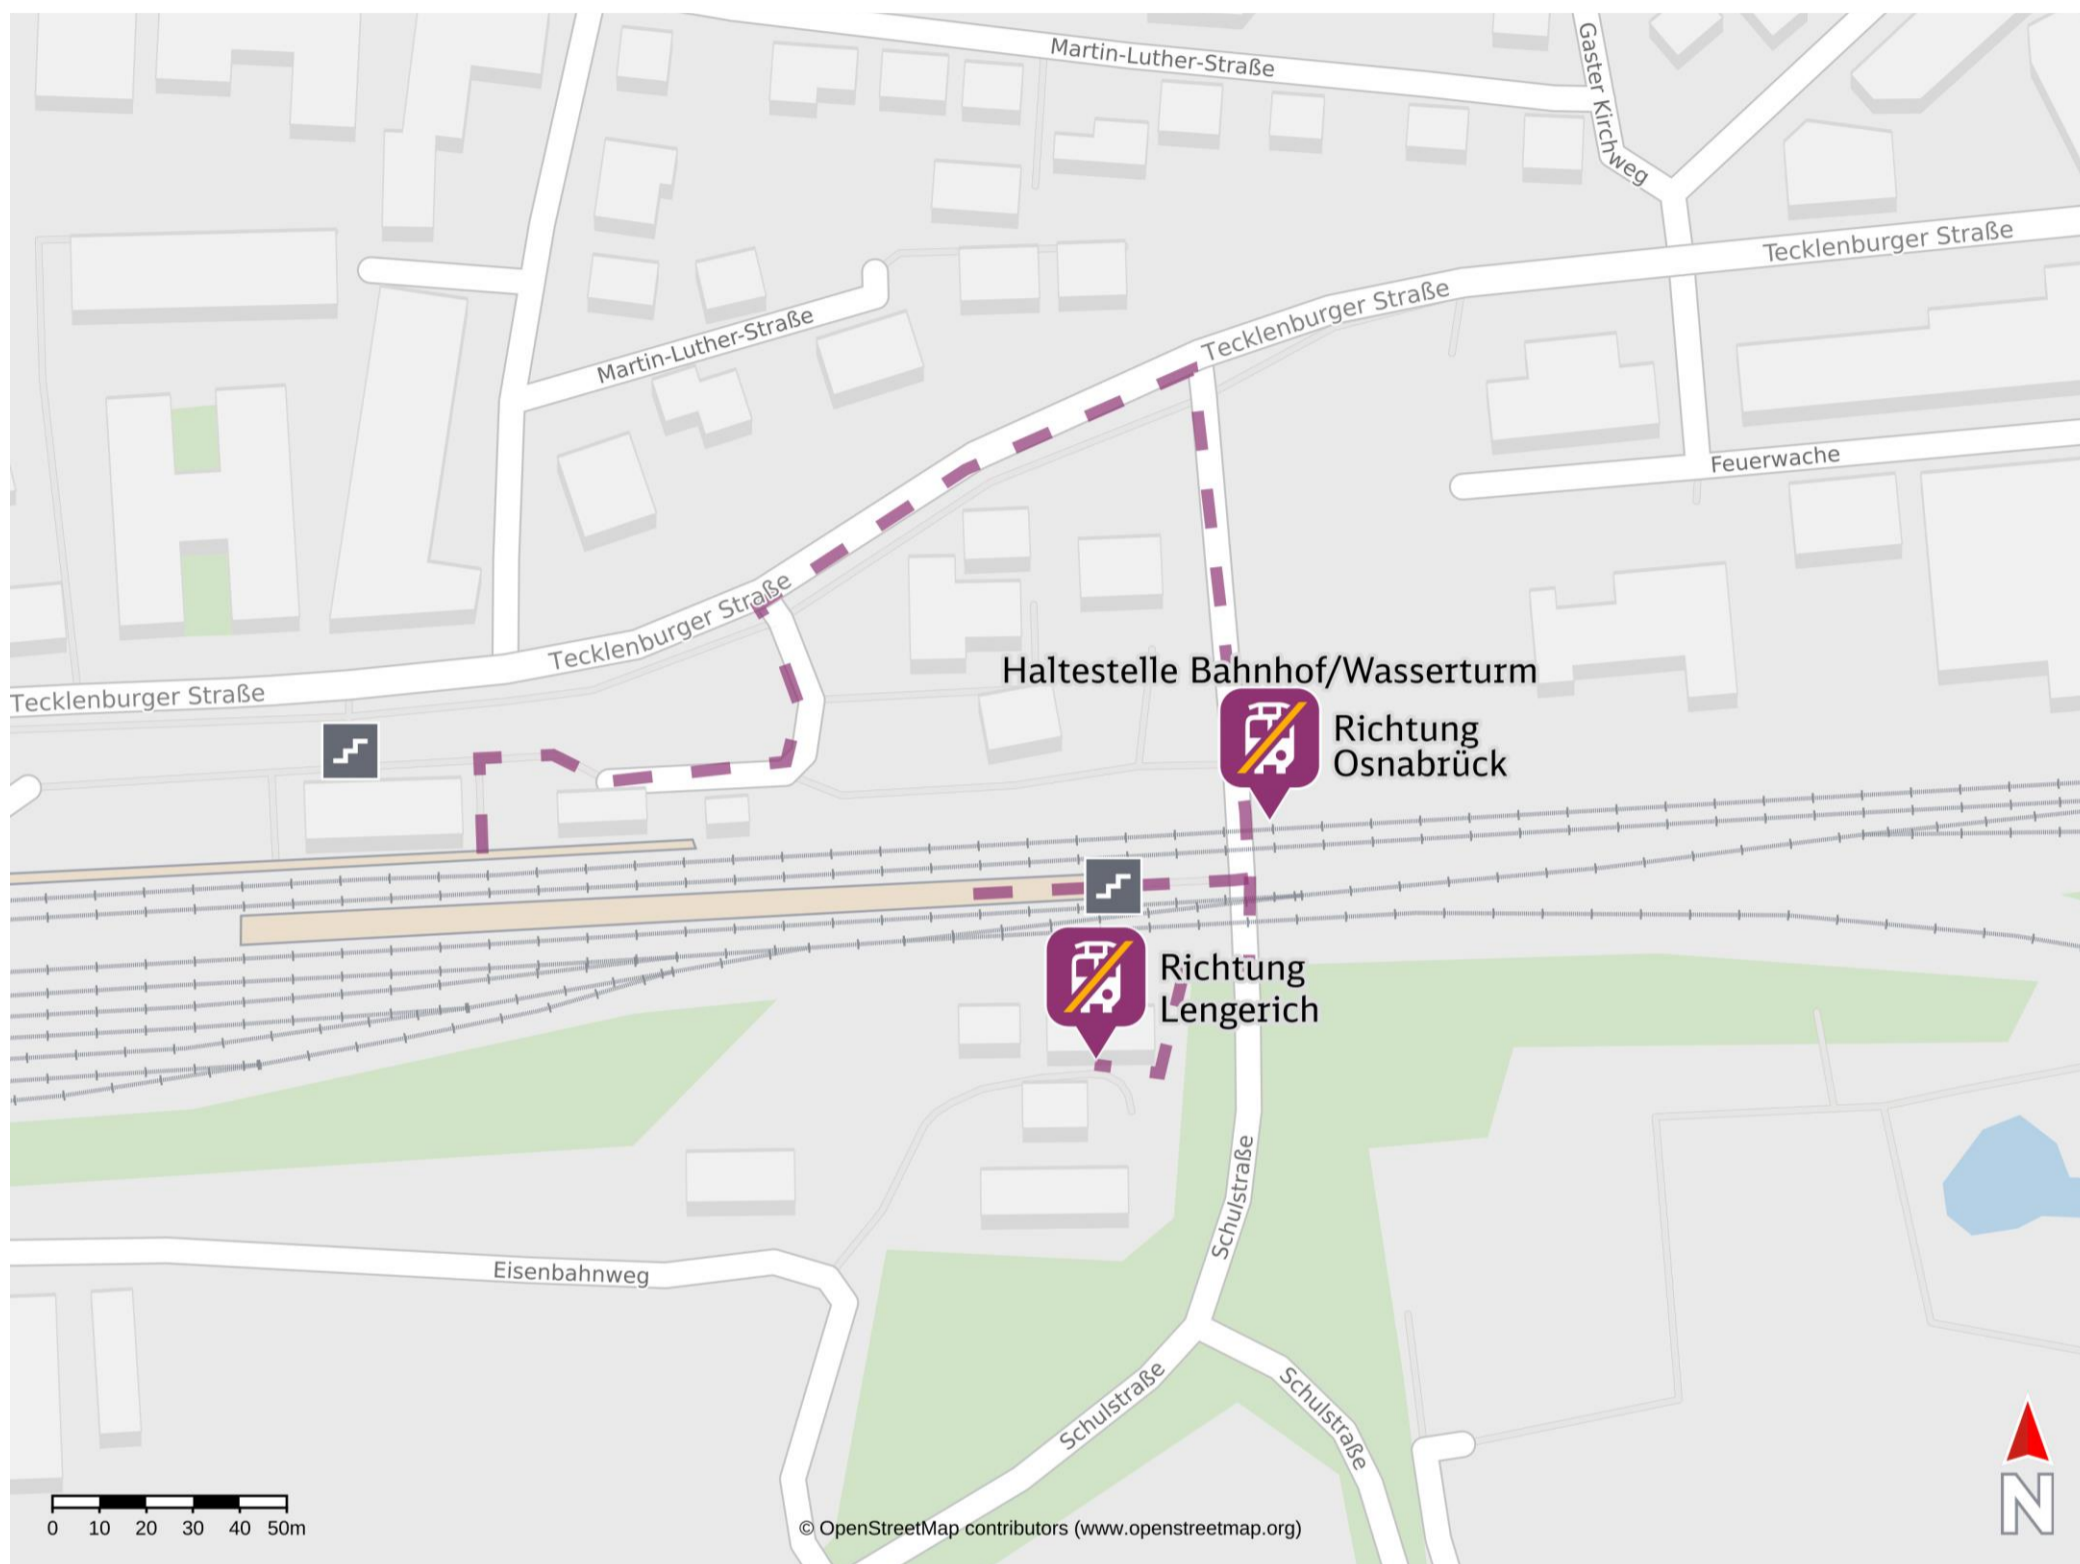 Martin-Luther-Straße
Gaster Kirchweg
Tecklenburger Straße
Tecklenburger Straße
Martin-Luther-Straße
Feuerwache
Tecklenburger Straße
Tecklenburger Straße
Haltestelle Bahnhof/Wasserturm
Richtung
Osnabrück
Richtung
Lengerich
Schulstraße
Eisenbahnweg
Schulstraße
Schulstraße
0 10 20 30 40 50m
© OpenStreetMap contributors (www.openstreetmap.org)
N